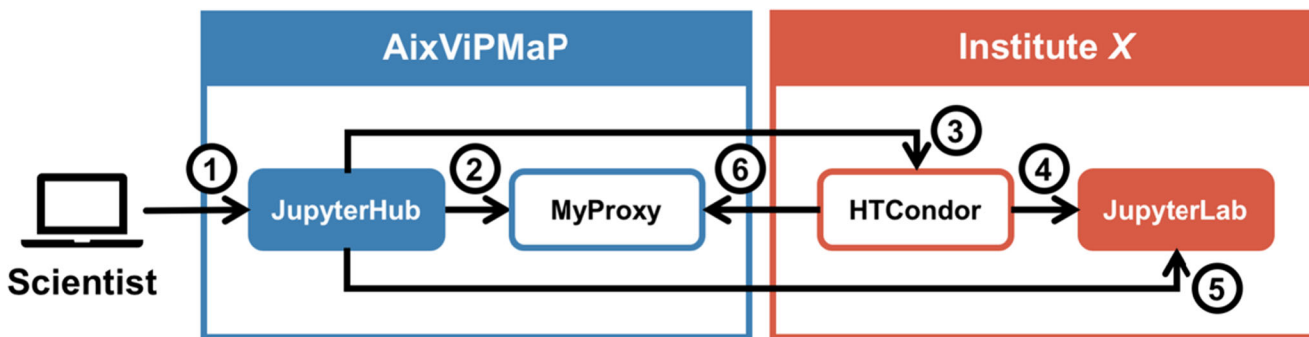 AixViPMaP
Institute X
3
1
2
6
4
JupyterHub
MyProxy
HTCondor
JupyterLab
Scientist
5